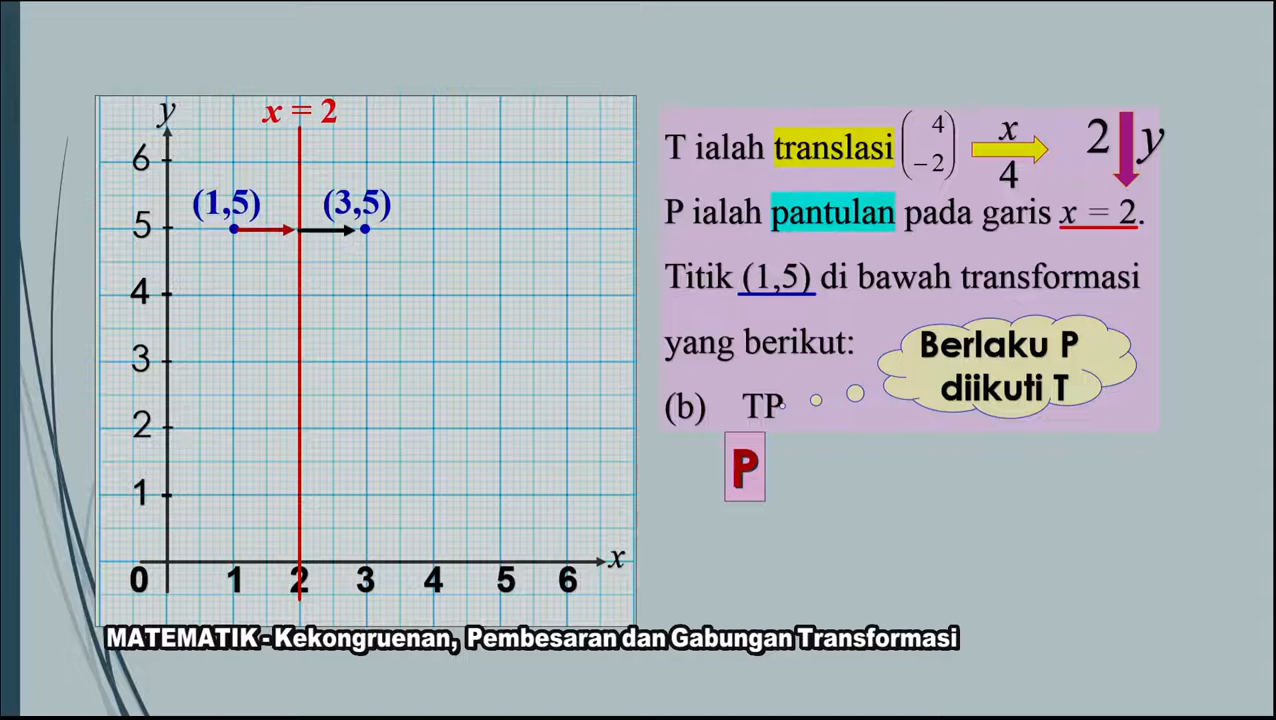 y
x = 2
6
(1,5) (3,5)
5
4
3
2
1
0 1 2 3 4 5 6 x
T ialah translasi ( 4 −2 ) x 4 2 y
P ialah pantulan pada garis x = 2.
Titik (1,5) di bawah transformasi
yang berikut:
Berlaku P
diikuti T
(b) TP
P
MATEMATIK - Kekongruenan, Pembesaran dan Gabungan Transformasi